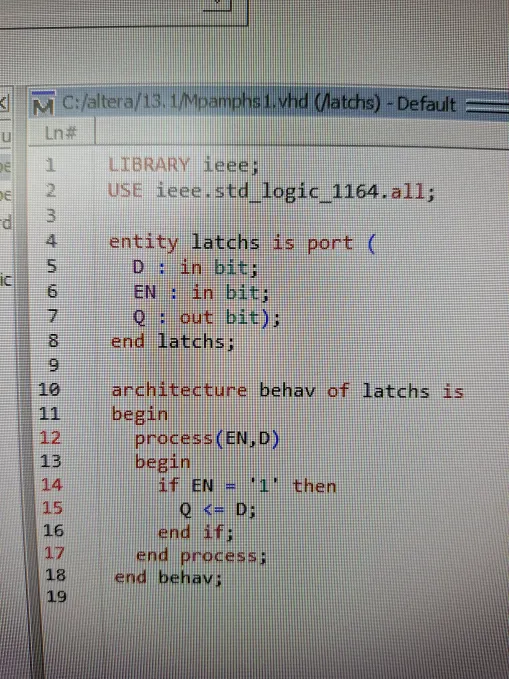 C:/altera/13.1/Mpamphs1.vhd (/latchs) - Default
Ln#
1 LIBRARY ieee;
2 USE ieee.std_logic_1164.all;
3
4 entity latchs is port (
5 D : in bit;
6 EN : in bit;
7 Q : out bit);
8 end latchs;
9
10 architecture behav of latchs is
11 begin
12 process(EN,D)
13 begin
14 if EN = '1' then
15 Q <= D;
16 end if;
17 end process;
18 end behav;
19